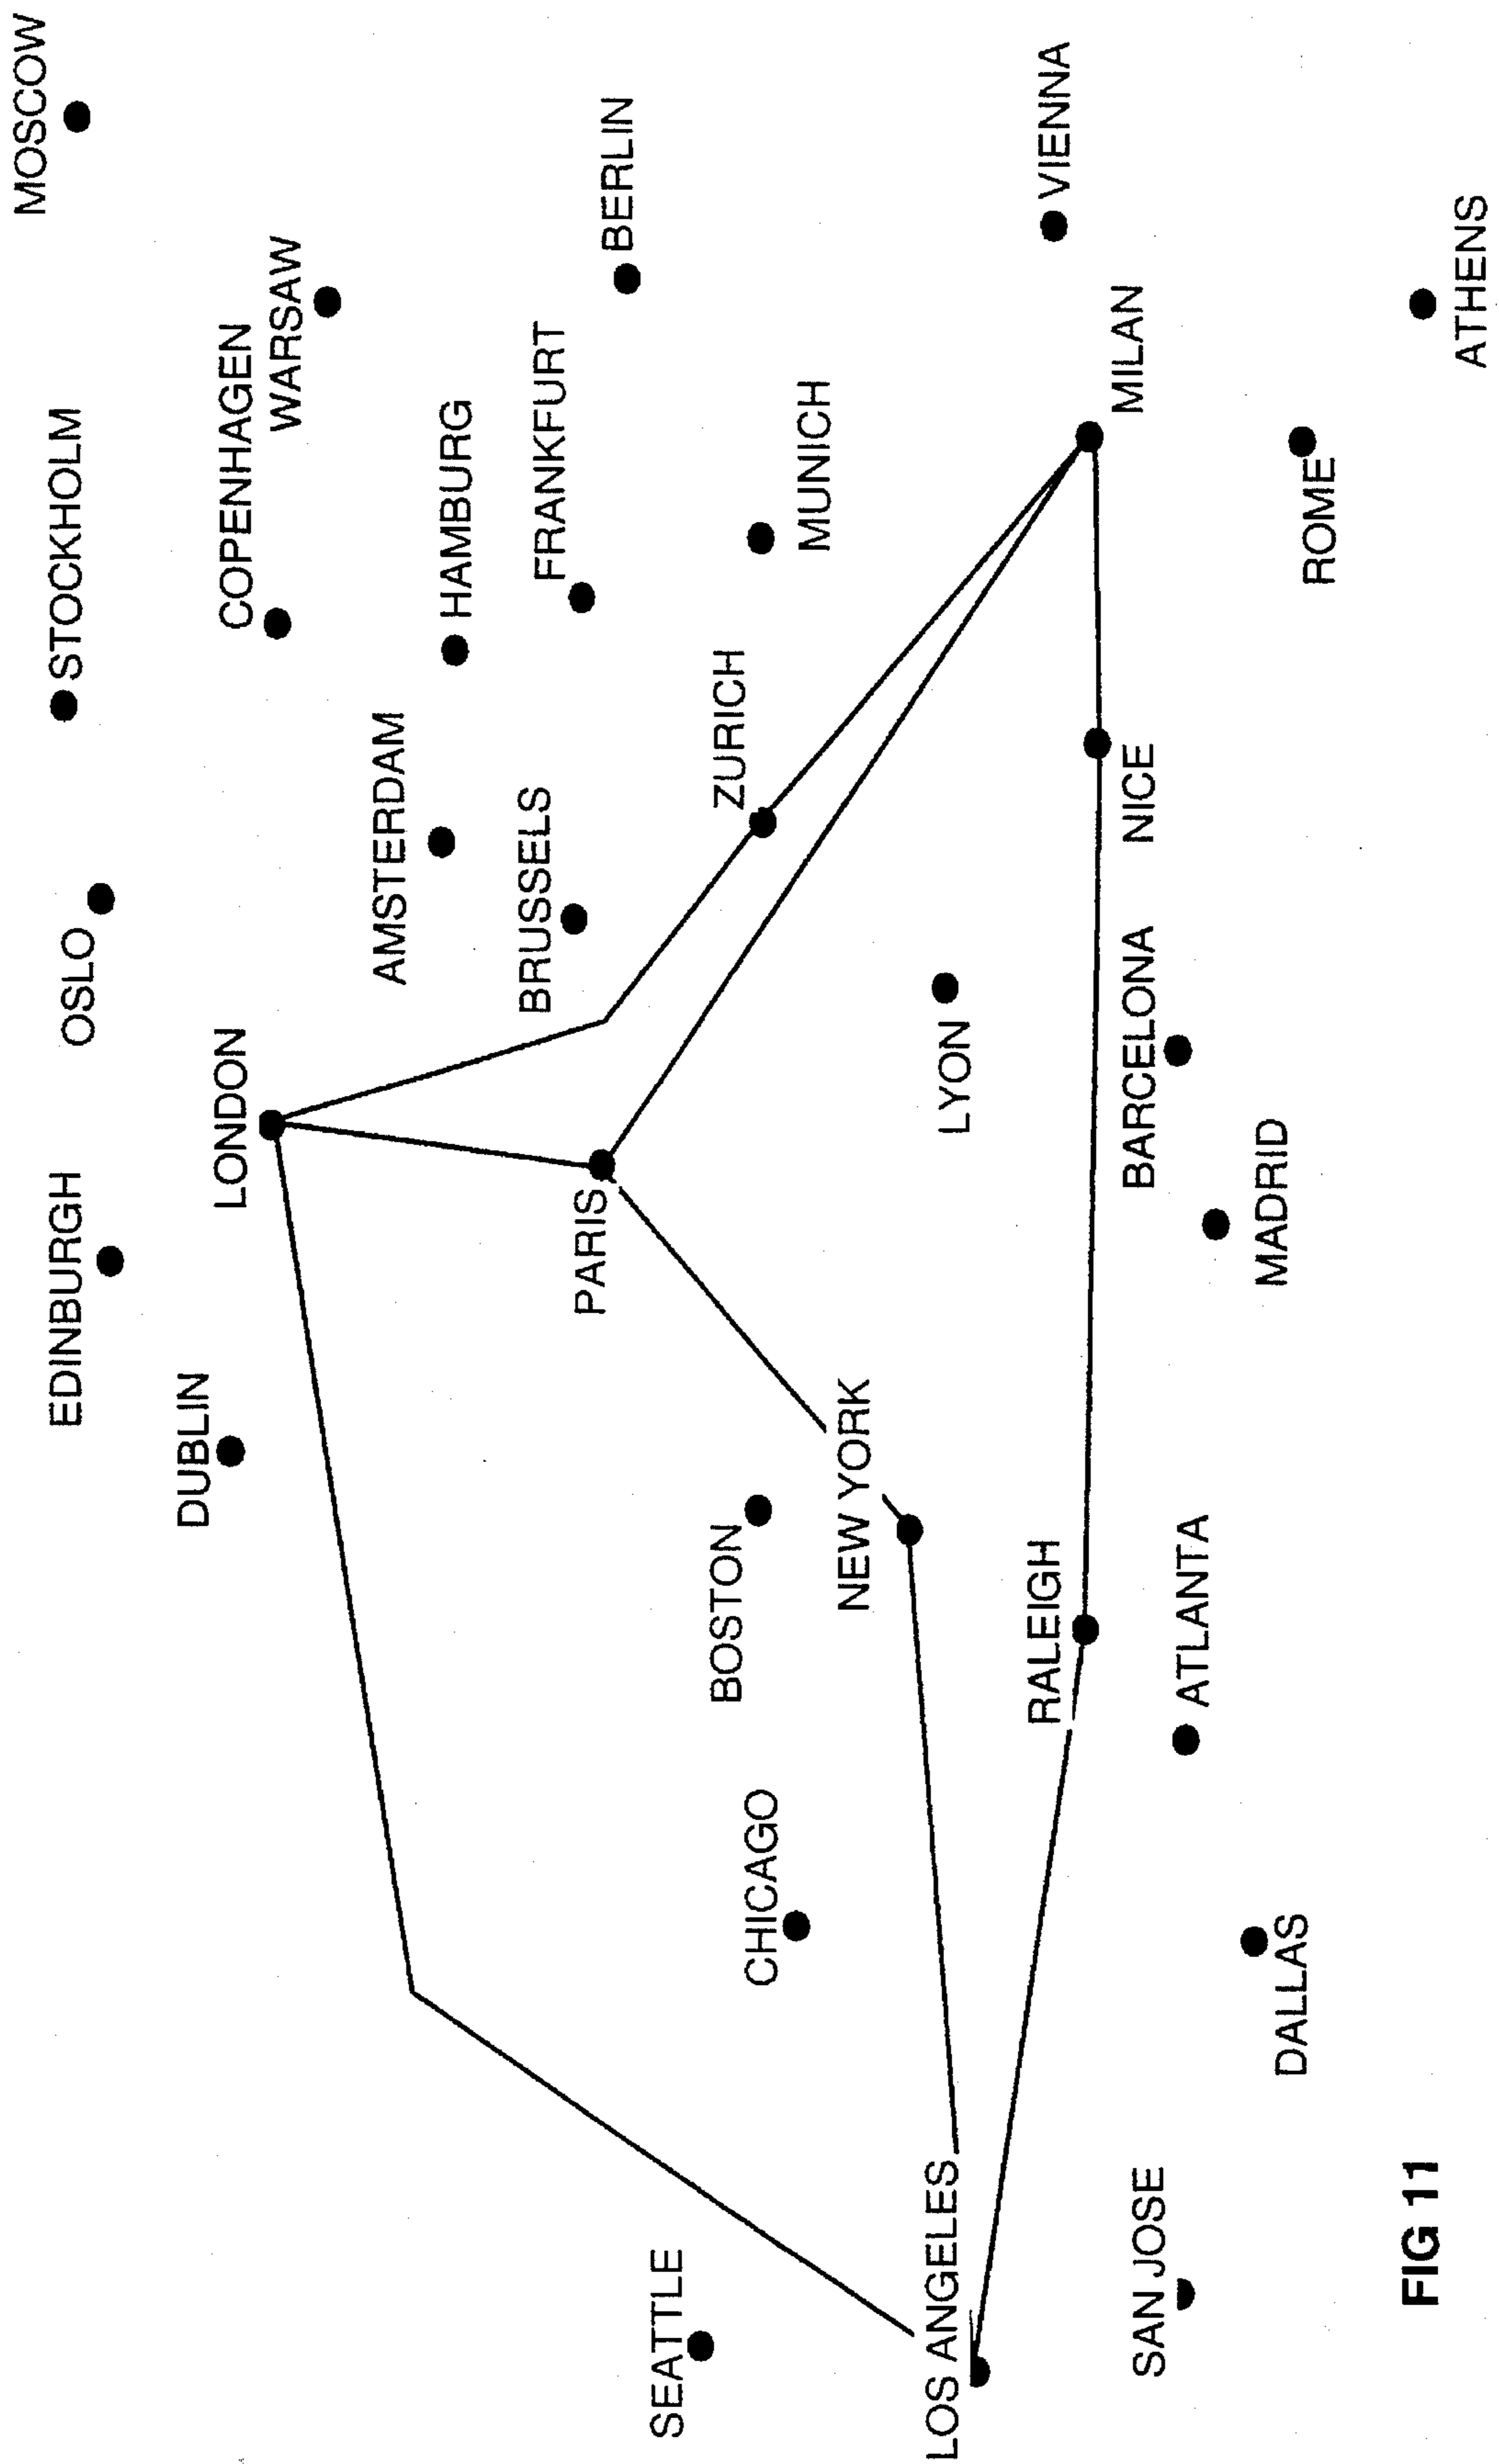 MOSCOW
STOCKHOLM
OSLO
EDINBURGH
COPENHAGEN
WARSAW
LONDON
DUBLIN
HAMBURG
AMSTERDAM
BERLIN
FRANKFURT
BRUSSELS
PARIS
SEATTLE
ZURICH
BOSTON
CHICAGO
MUNICH
NEW YORK
LYON
LOS ANGELES
VIENNA
RALEIGH
MILAN
NICE
BARCELONA
SAN JOSE
ATLANTA
MADRID
ROME
DALLAS
ATHENS
FIG 11